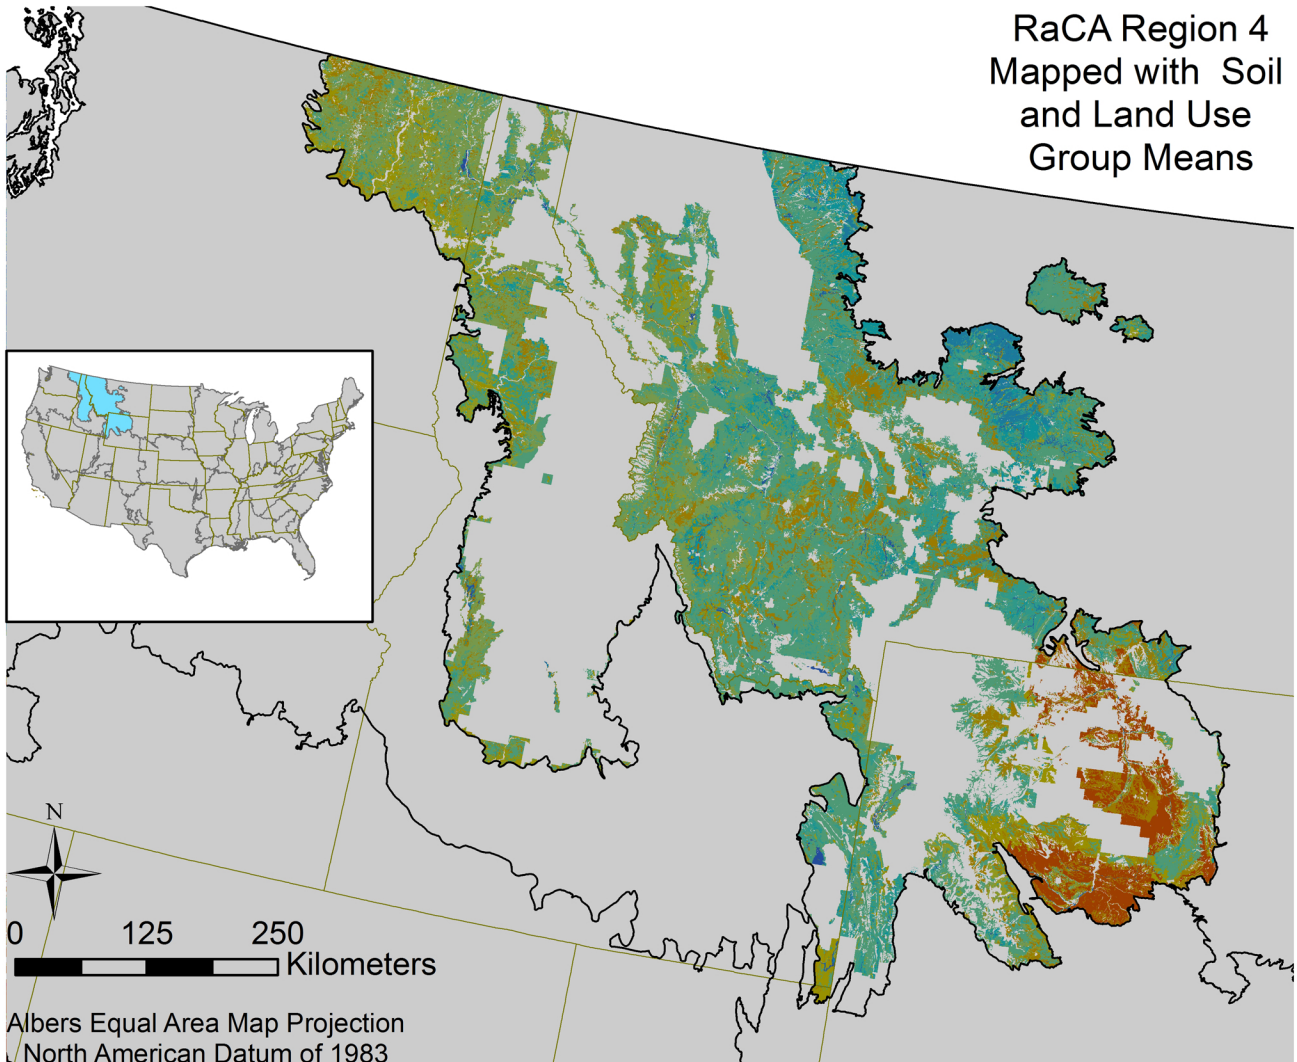 RaCA Region 4
Mapped with Soil
and Land Use
Group Means
N
0 125 250
Kilometers
Albers Equal Area Map Projection
North American Datum of 1983